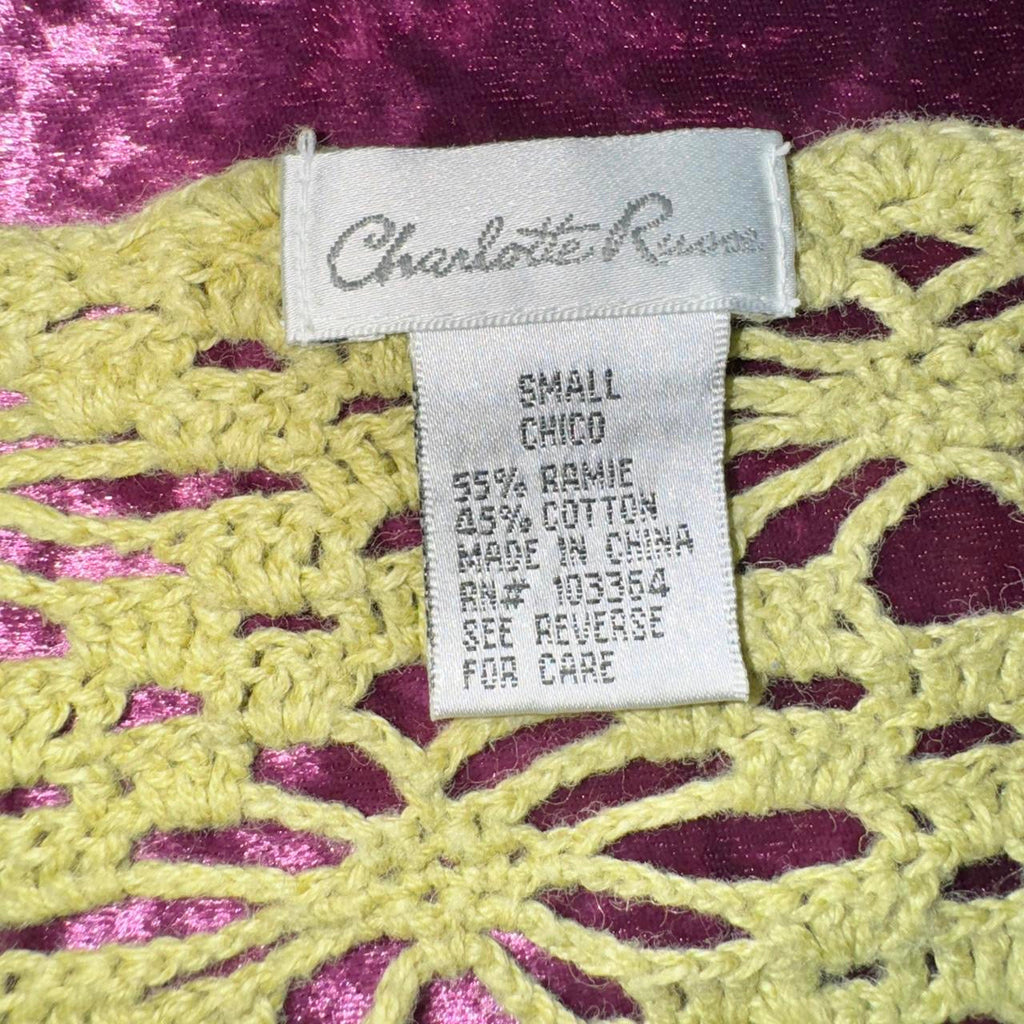 Charlotte Russe
SMALL
CHICO
55% RAMIE
45% COTTON
MADE IN CHINA
RN# 103364
SEE REVERSE
FOR CARE